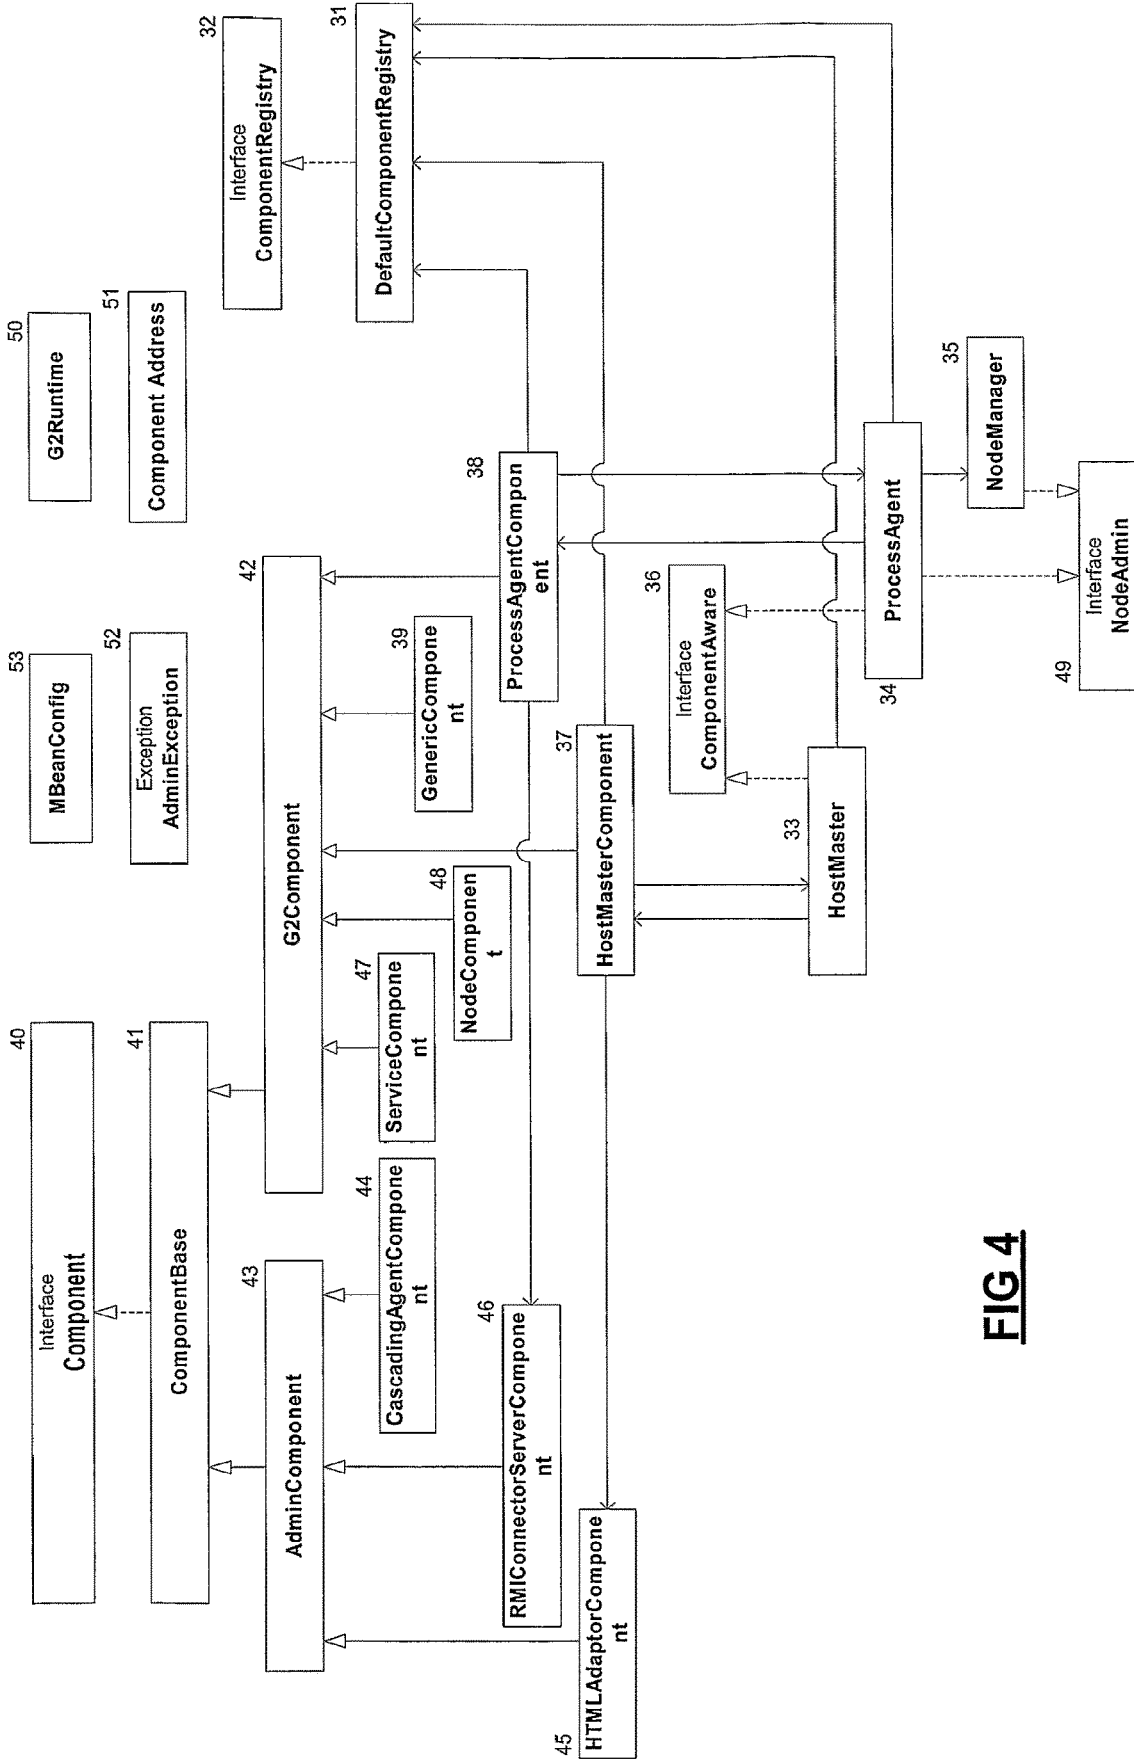 40
Interface
Component
53
MBeanConfig
50
G2Runtime
41
ComponentBase
52
Exception
AdminException
51
Component Address
32
Interface
ComponentRegistry
43
AdminComponent
42
G2Component
31
DefaultComponentRegistry
44
CascadingAgentCompone
nt
47
ServiceCompone
nt
39
GenericCompone
nt
48
NodeComponen
t
46
RMIConnectorServerCompone
nt
38
ProcessAgentCompon
ent
45
HTMLAdaptorCompone
nt
37
HostMasterComponent
36
Interface
ComponentAware
33
HostMaster
34
ProcessAgent
35
NodeManager
49
Interface
NodeAdmin
FIG 4